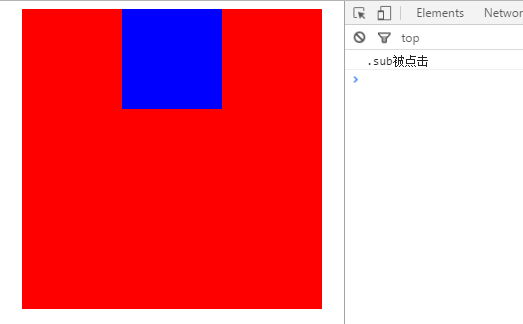 Elements Networ
top
.sub被点击